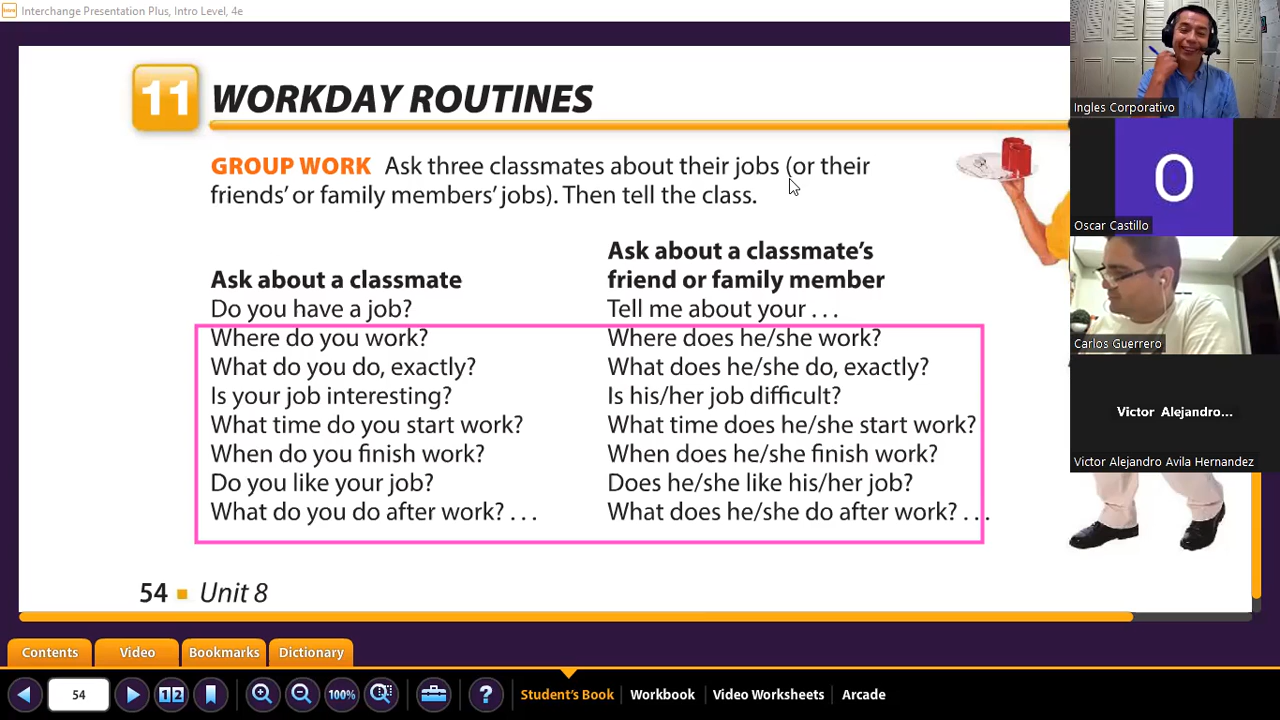 Interchange Presentation Plus, Intro Level, 4e
11 WORKDAY ROUTINES
GROUP WORK Ask three classmates about their jobs (or their
friends' or family members' jobs). Then tell the class.
Ask about a classmate
Do you have a job?
Where do you work?
What do you do, exactly?
Is your job interesting?
What time do you start work?
When do you finish work?
Do you like your job?
What do you do after work? . . .
Ask about a classmate's
friend or family member
Tell me about your . . .
Where does he/she work?
What does he/she do, exactly?
Is his/her job difficult?
What time does he/she start work?
When does he/she finish work?
Does he/she like his/her job?
What does he/she do after work? . . .
54 ■ Unit 8
Ingles Corporativo
O
Oscar Castillo
Carlos Guerrero
Victor Alejandro...
Victor Alejandro Avila Hernandez
Contents Video Bookmarks Dictionary
54 1 2 100% ? Student's Book Workbook Video Worksheets Arcade